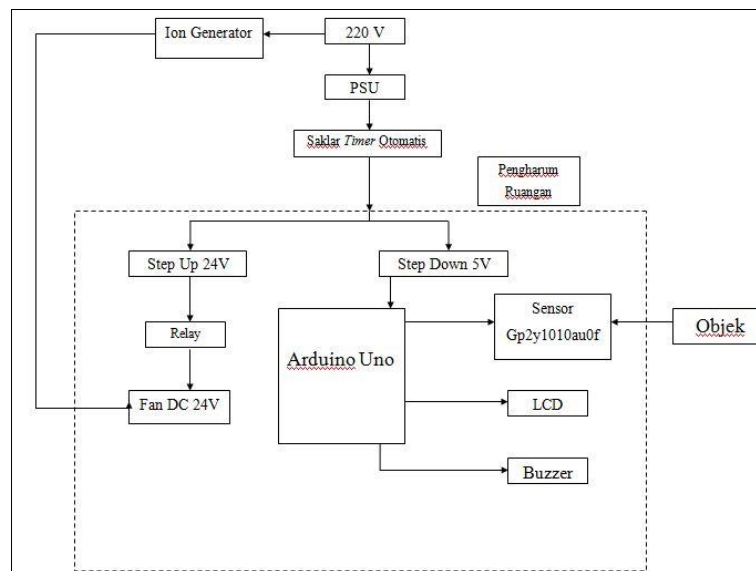 Ion Generator
220 V
PSU
Saklar Timer Otomatis
Pengharum
Ruangan
Step Up 24V
Step Down 5V
Sensor
Gp2y1010au0f
Objek
Relay
Arduino Uno
Fan DC 24V
LCD
Buzzer